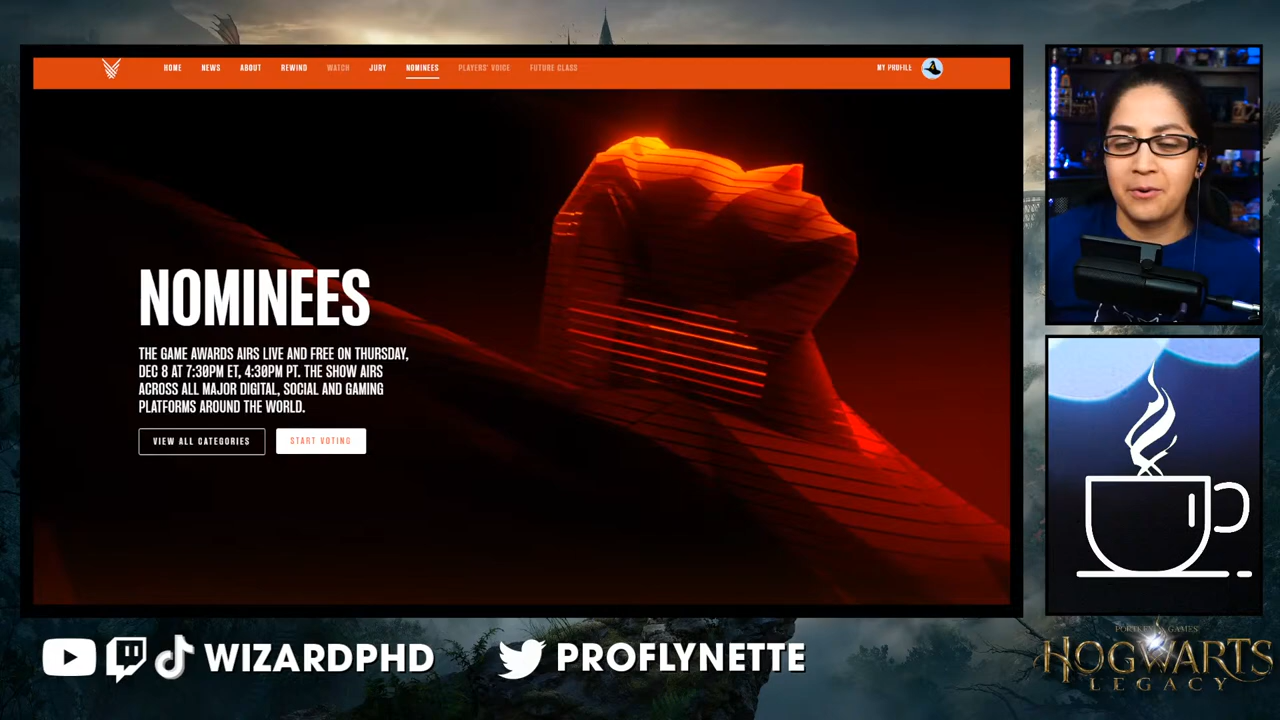 HOME NEWS ABOUT REWIND WATCH JURY NOMINEES PLAYERS' VOICE FUTURE CLASS MY PROFILE
NOMINEES
THE GAME AWARDS AIRS LIVE AND FREE ON THURSDAY,
DEC 8 AT 7:30PM ET, 4:30PM PT. THE SHOW AIRS
ACROSS ALL MAJOR DIGITAL, SOCIAL AND GAMING
PLATFORMS AROUND THE WORLD.
VIEW ALL CATEGORIES START VOTING
WIZARDPHD PROFLYNETTE
PORTKEY GAMES
HOGWARTS
LEGACY